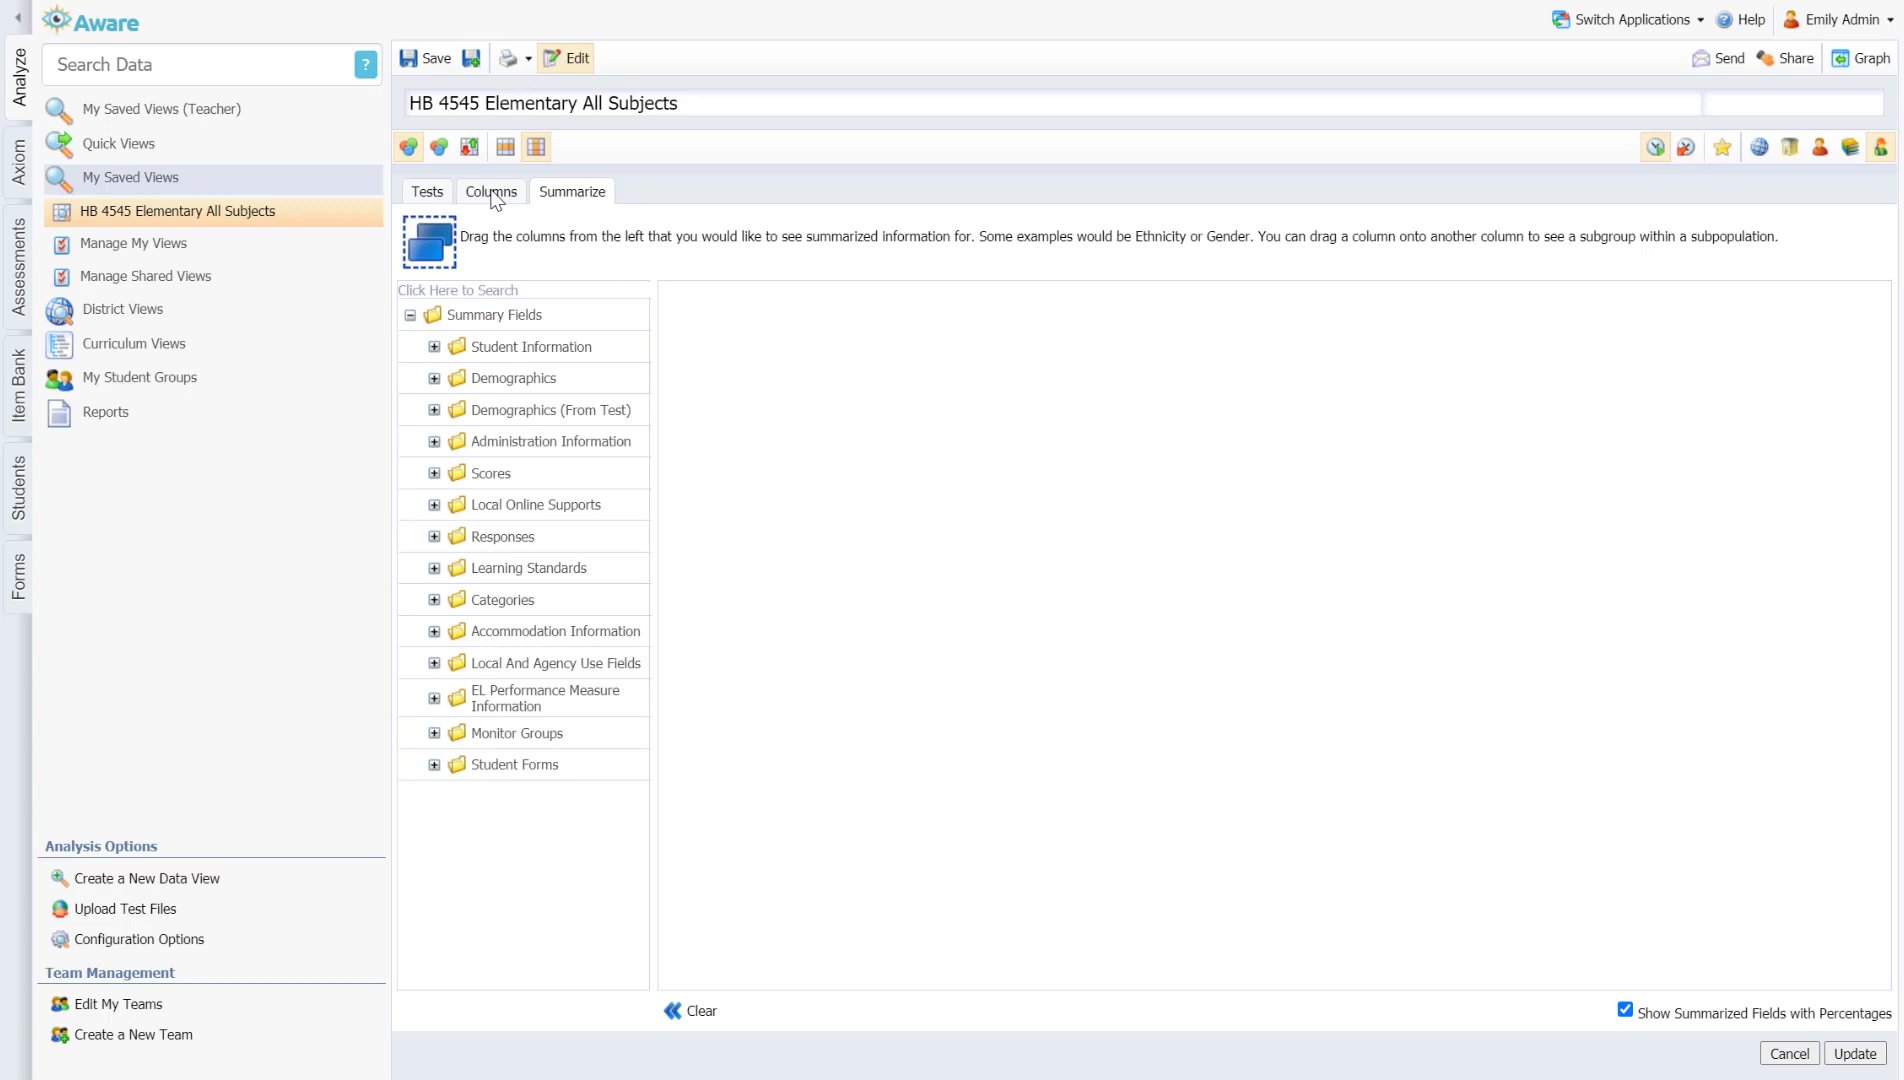 Aware
Switch Applications
Help
Emily Admin
Analyze
Axiom
Assessments
Item Bank
Students
Forms
Search Data
?
My Saved Views (Teacher)
Quick Views
My Saved Views
HB 4545 Elementary All Subjects
Manage My Views
Manage Shared Views
District Views
Curriculum Views
My Student Groups
Reports
Analysis Options
Create a New Data View
Upload Test Files
Configuration Options
Team Management
Edit My Teams
Create a New Team
Save
Edit
Send
Share
Graph
HB 4545 Elementary All Subjects
Tests
Columns
Summarize
Drag the columns from the left that you would like to see summarized information for. Some examples would be Ethnicity or Gender. You can drag a column onto another column to see a subgroup within a subpopulation.
Click Here to Search
Summary Fields
Student Information
Demographics
Demographics (From Test)
Administration Information
Scores
Local Online Supports
Responses
Learning Standards
Categories
Accommodation Information
Local And Agency Use Fields
EL Performance Measure
Information
Monitor Groups
Student Forms
Clear
Show Summarized Fields with Percentages
Cancel
Update